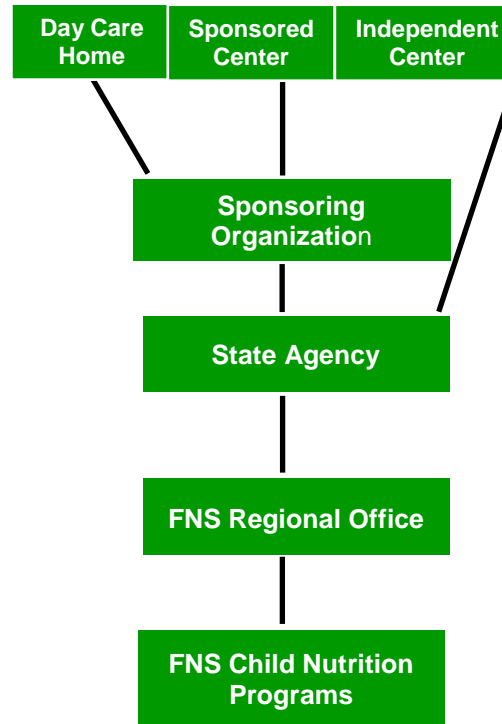 Day Care
Home
Sponsored
Center
Independent
Center
Sponsoring
Organization
State Agency
FNS Regional Office
FNS Child Nutrition
Programs